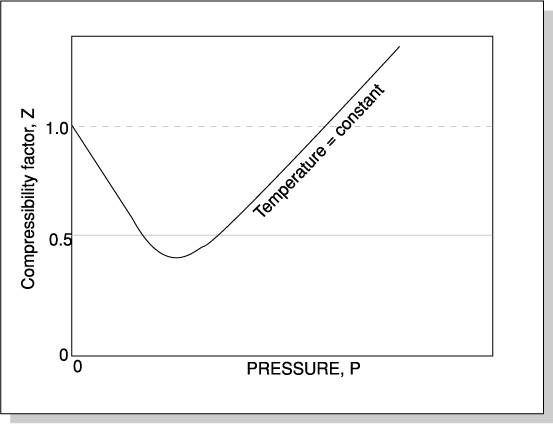 Compressibility factor, Z
1.0
0.5
0
0
PRESSURE, P
Temperature = constant